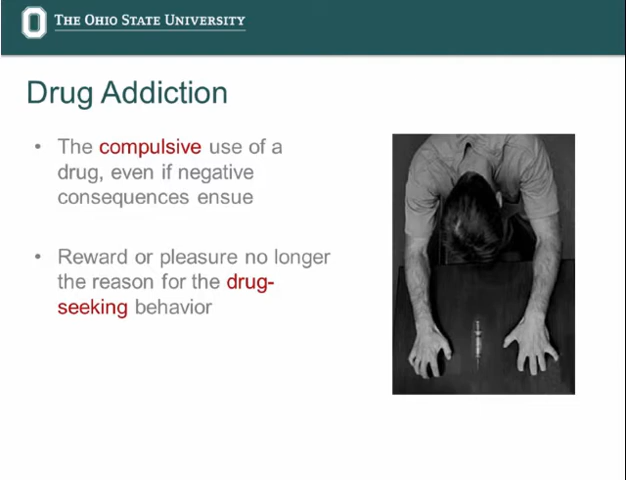 THE OHIO STATE UNIVERSITY
Drug Addiction
• The compulsive use of a
drug, even if negative
consequences ensue
• Reward or pleasure no longer
the reason for the drug-
seeking behavior